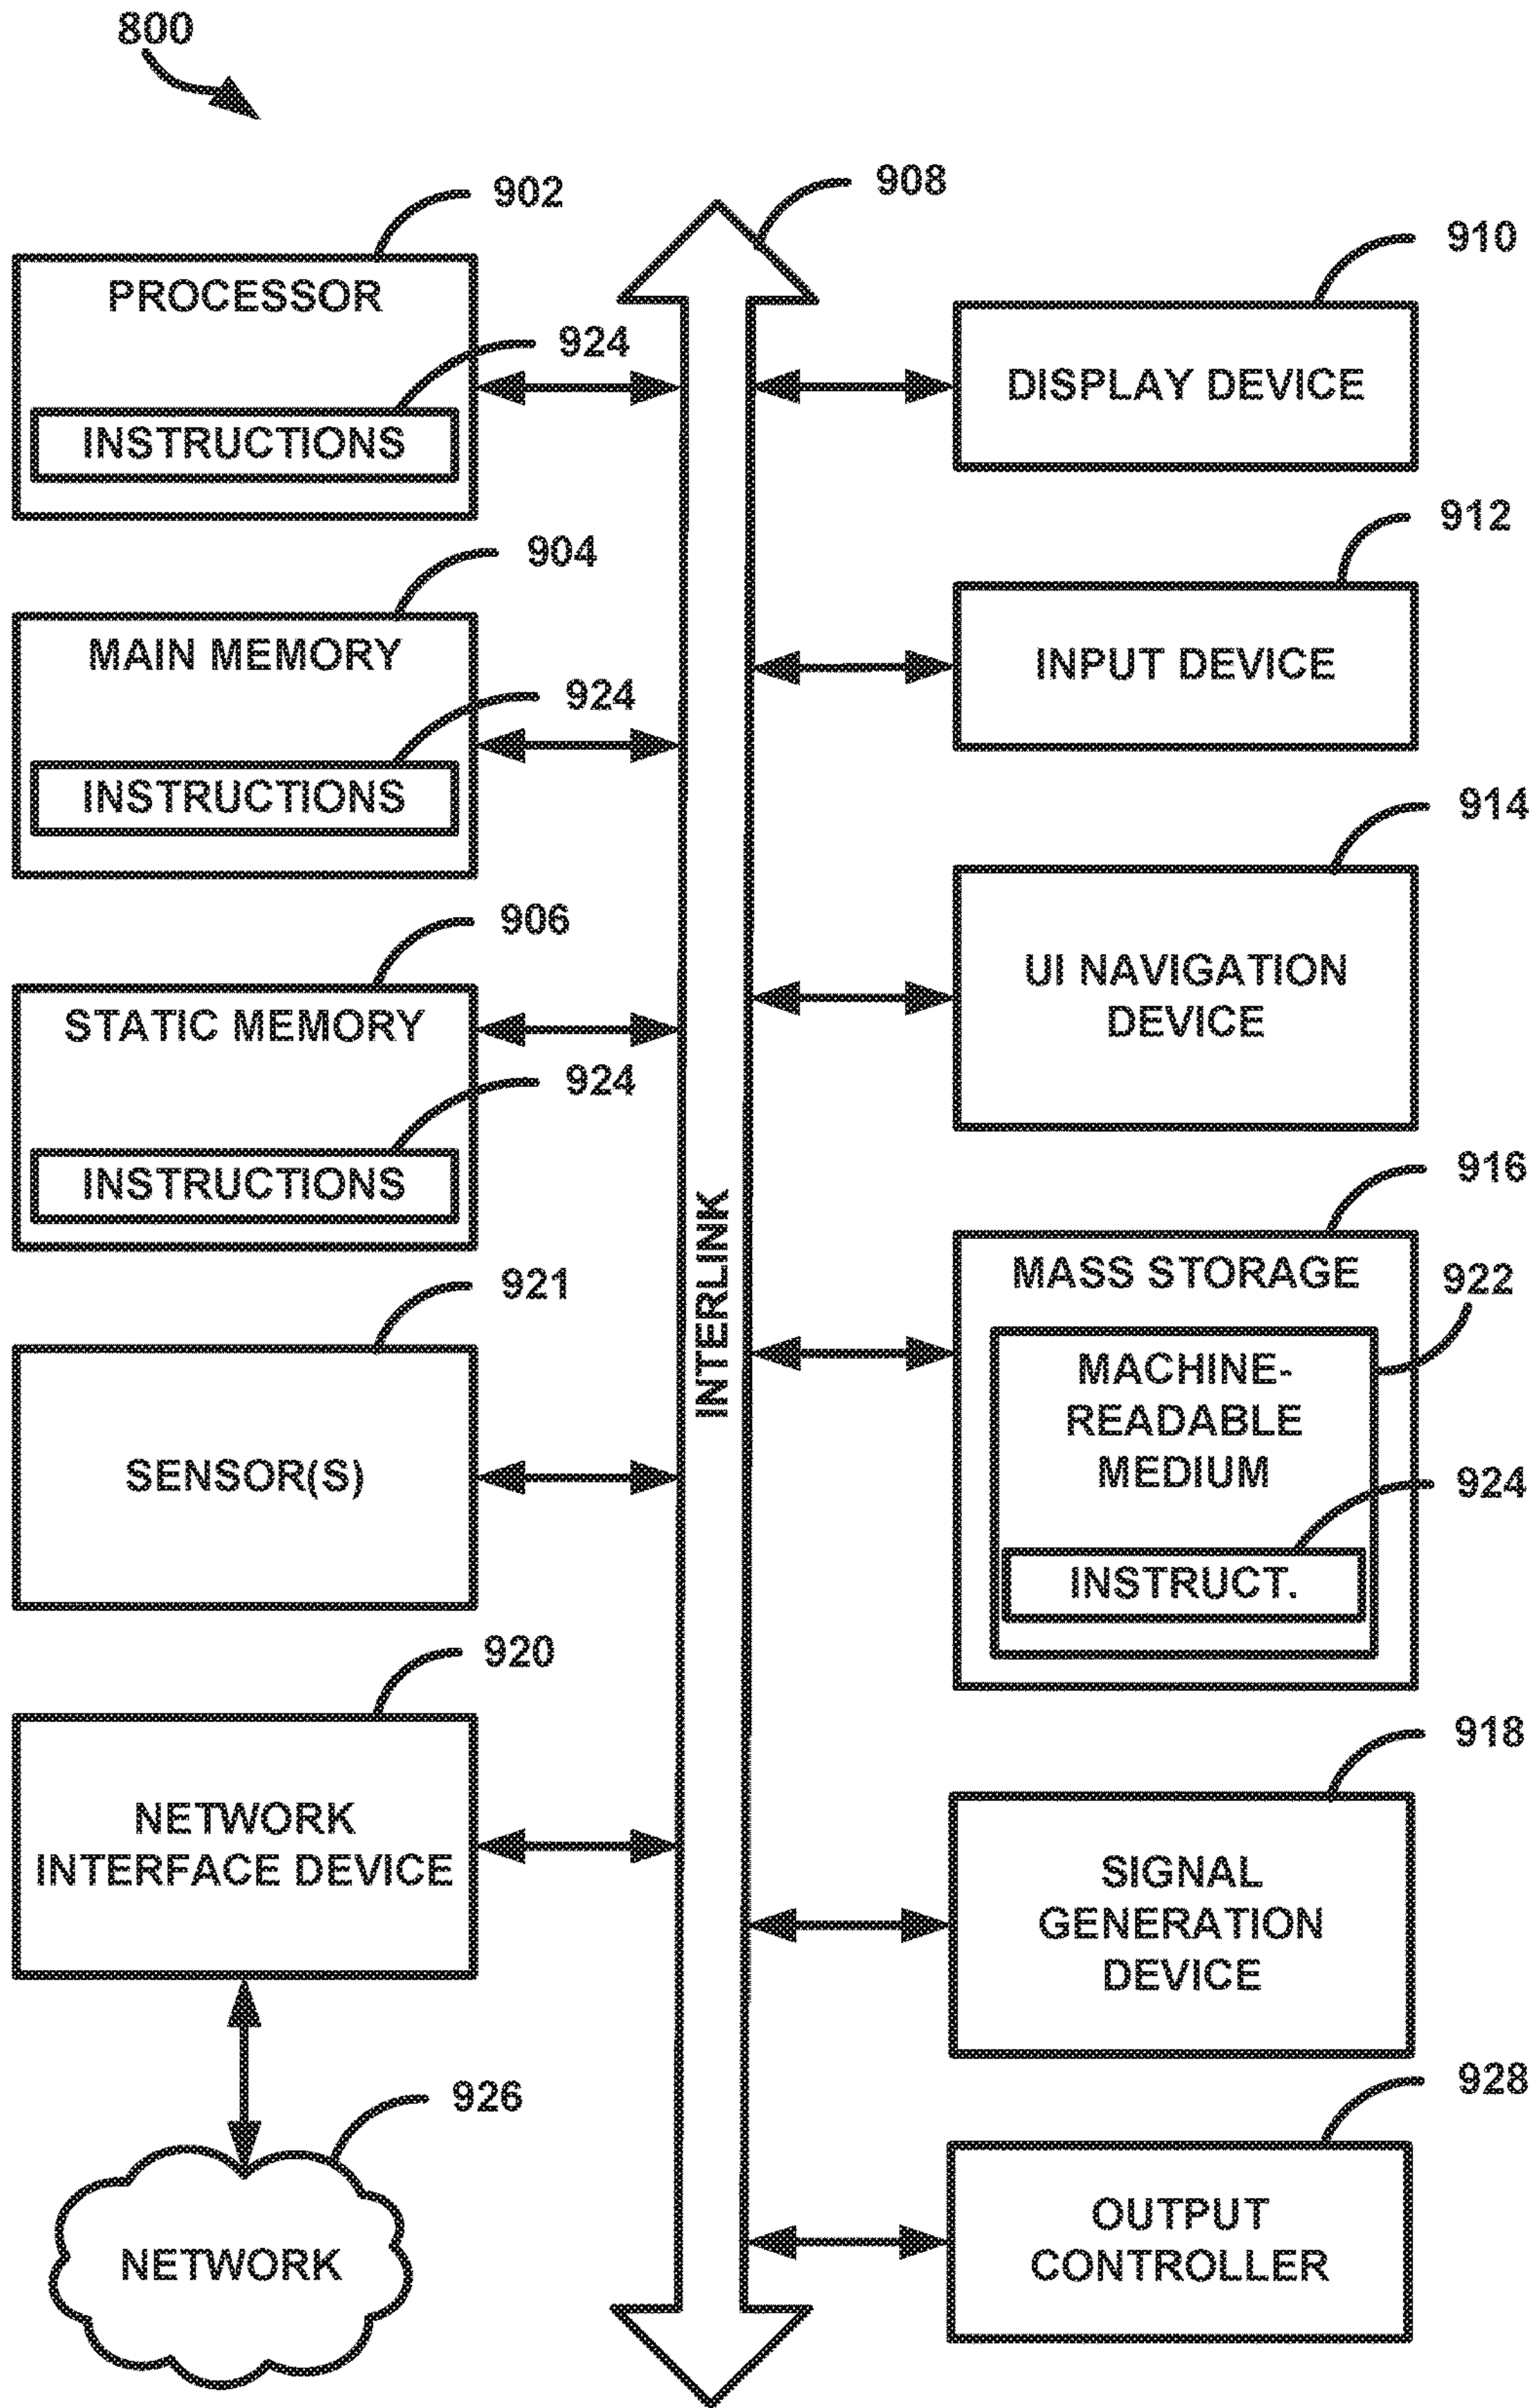 800
902
PROCESSOR
924
INSTRUCTIONS
904
MAIN MEMORY
924
INSTRUCTIONS
906
STATIC MEMORY
924
INSTRUCTIONS
921
SENSOR(S)
920
NETWORK
INTERFACE DEVICE
926
NETWORK
908
INTERLINK
910
DISPLAY DEVICE
912
INPUT DEVICE
914
UI NAVIGATION
DEVICE
916
MASS STORAGE
922
MACHINE-
READABLE
MEDIUM
924
INSTRUCT.
918
SIGNAL
GENERATION
DEVICE
928
OUTPUT
CONTROLLER